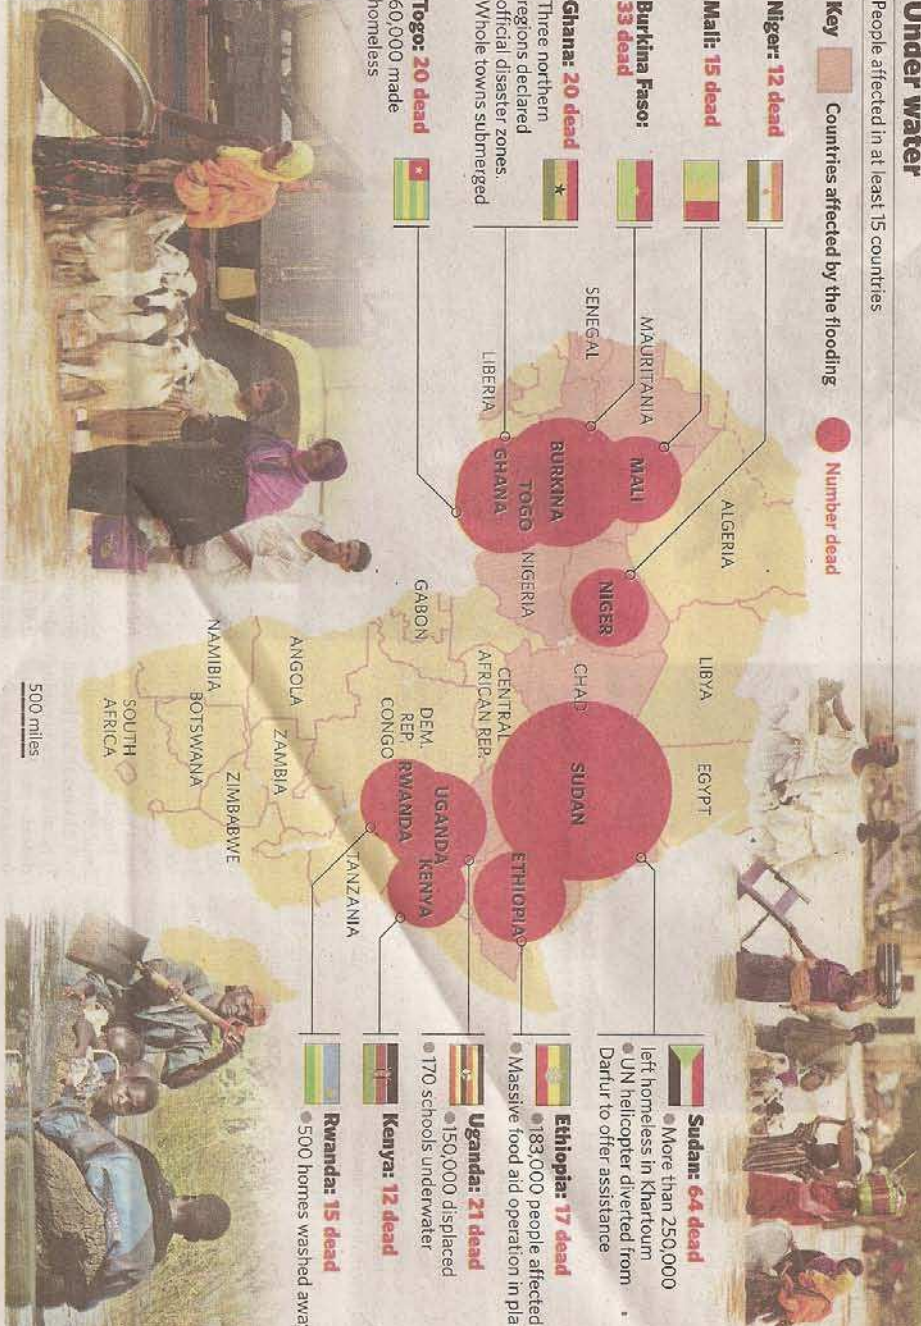 Under water
People affected in at least 15 countries
Key
Countries affected by the flooding
Number dead
Niger: 12 dead
Mali: 15 dead
Burkina Faso:
33 dead
Ghana: 20 dead
Three northern
regions declared
official disaster zones.
Whole towns submerged
Togo: 20 dead
60,000 made
homeless
ALGERIA
LIBYA
EGYPT
MAURITANIA
SENEGAL
LIBERIA
MALI
BURKINA
TOGO
GHANA
NIGER
NIGERIA
CHAD
SUDAN
ETHIOPIA
CENTRAL
AFRICAN REP.
GABON
DEM.
REP.
CONGO
UGANDA
RWANDA
KENYA
TANZANIA
ANGOLA
ZAMBIA
NAMIBIA
BOTSWANA
ZIMBABWE
SOUTH
AFRICA
500 miles
Sudan: 64 dead
More than 250,000
left homeless in Khartoum
UN helicopter diverted from
Darfur to offer assistance
Ethiopia: 17 dead
183,000 people affected
Massive food aid operation in pla
Uganda: 21 dead
150,000 displaced
170 schools underwater
Kenya: 12 dead
Rwanda: 15 dead
500 homes washed awa